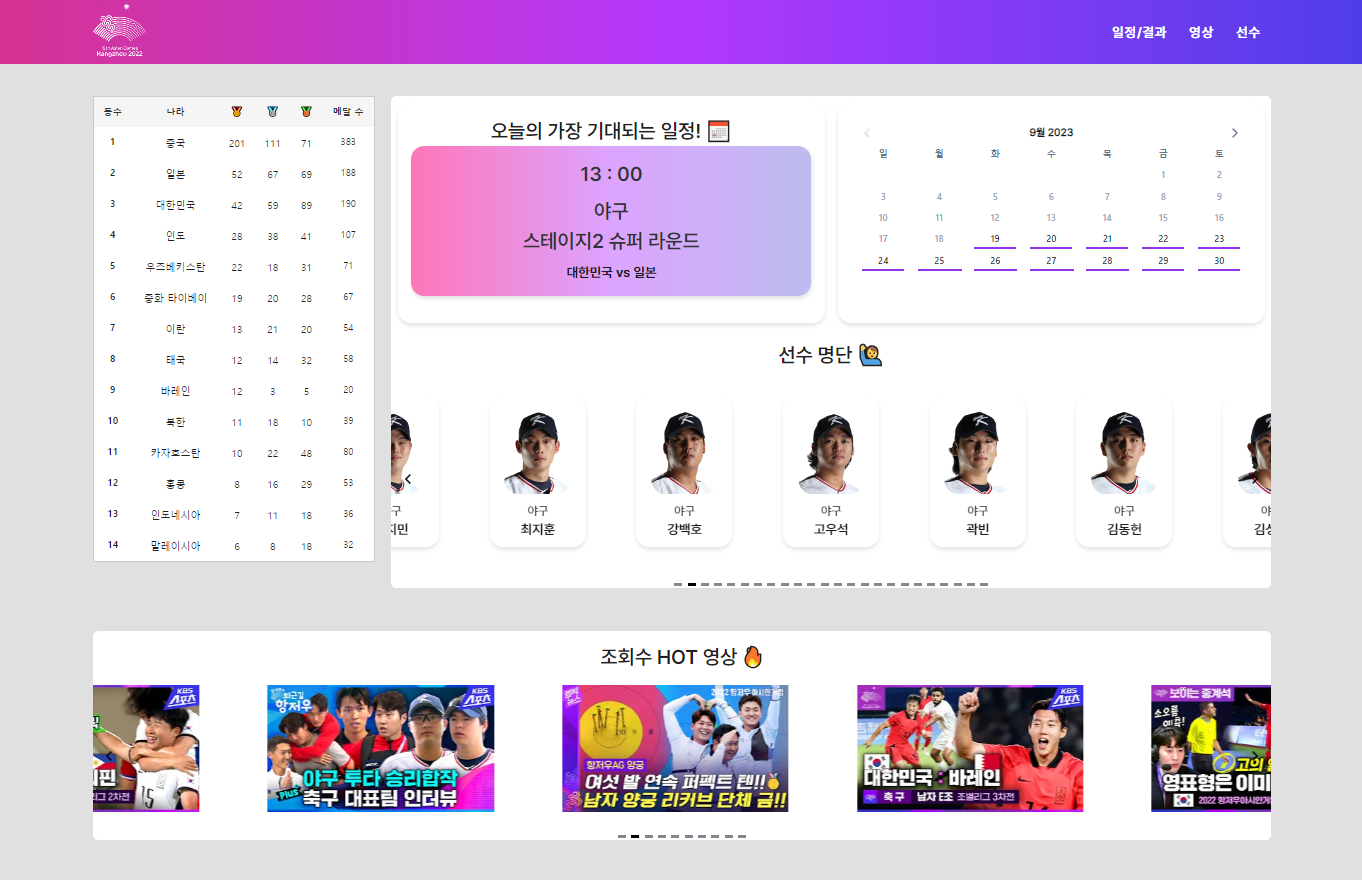 19th Asian Games
Hangzhou 2022
일정/결과 영상 선수
등수 나라 메달 수
1 중국 201 111 71 383
2 일본 52 67 69 188
3 대한민국 42 59 89 190
4 인도 28 38 41 107
5 우즈베키스탄 22 18 31 71
6 중화 타이베이 19 20 28 67
7 이란 13 21 20 54
8 태국 12 14 32 58
9 바레인 12 3 5 20
10 북한 11 18 10 39
11 카자흐스탄 10 22 48 80
12 홍콩 8 16 29 53
13 인도네시아 7 11 18 36
14 말레이시아 6 8 18 32
오늘의 가장 기대되는 일정!
13 : 00
야구
스테이지2 슈퍼 라운드
대한민국 vs 일본
9월 2023
일 월 화 수 목 금 토
1 2
3 4 5 6 7 8 9
10 11 12 13 14 15 16
17 18 19 20 21 22 23
24 25 26 27 28 29 30
선수 명단
구 야구 야구 야구 야구 야구 야
지민 최지훈 강백호 고우석 곽빈 김동헌 김성
조회수 HOT 영상
KBS 스포츠
리핀
리그 2차전
최근길
항저우
KBS 스포츠
야구 투타 승리합작
PLUS 축구 대표팀 인터뷰
2022 항저우아시안게임
항저우AG 양궁
여섯 발 연속 퍼펙트 텐!!
남자 양궁 리커브 단체 금!!
KBS 스포츠
대한민국 : 바레인
축구 남자 E조 조별리그 3차전
보이는 중계석
소오름
예측!
고의
영표형은 이미
2022 항저우아시안게